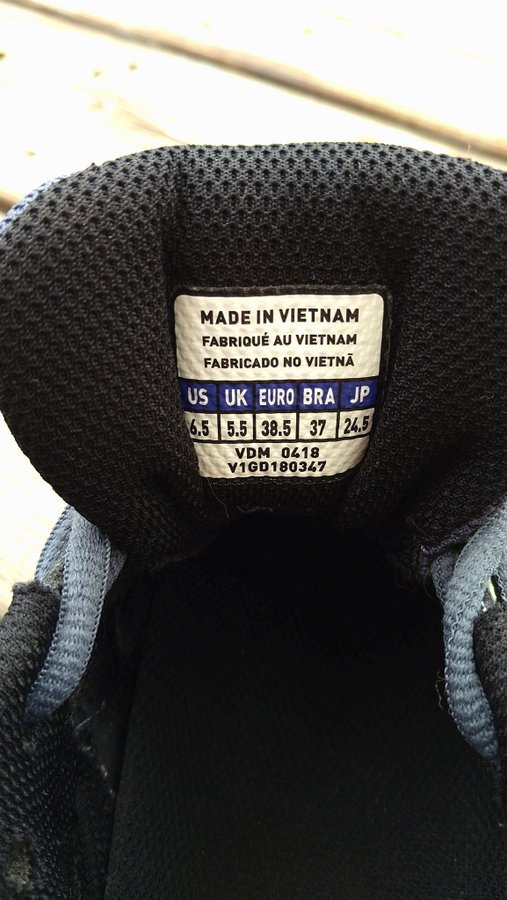 MADE IN VIETNAM
FABRIQUÉ AU VIETNAM
FABRICADO NO VIETNÃ
US UK EURO BRA JP
6.5 5.5 38.5 37 24.5
VDM 0418
V1GD180347